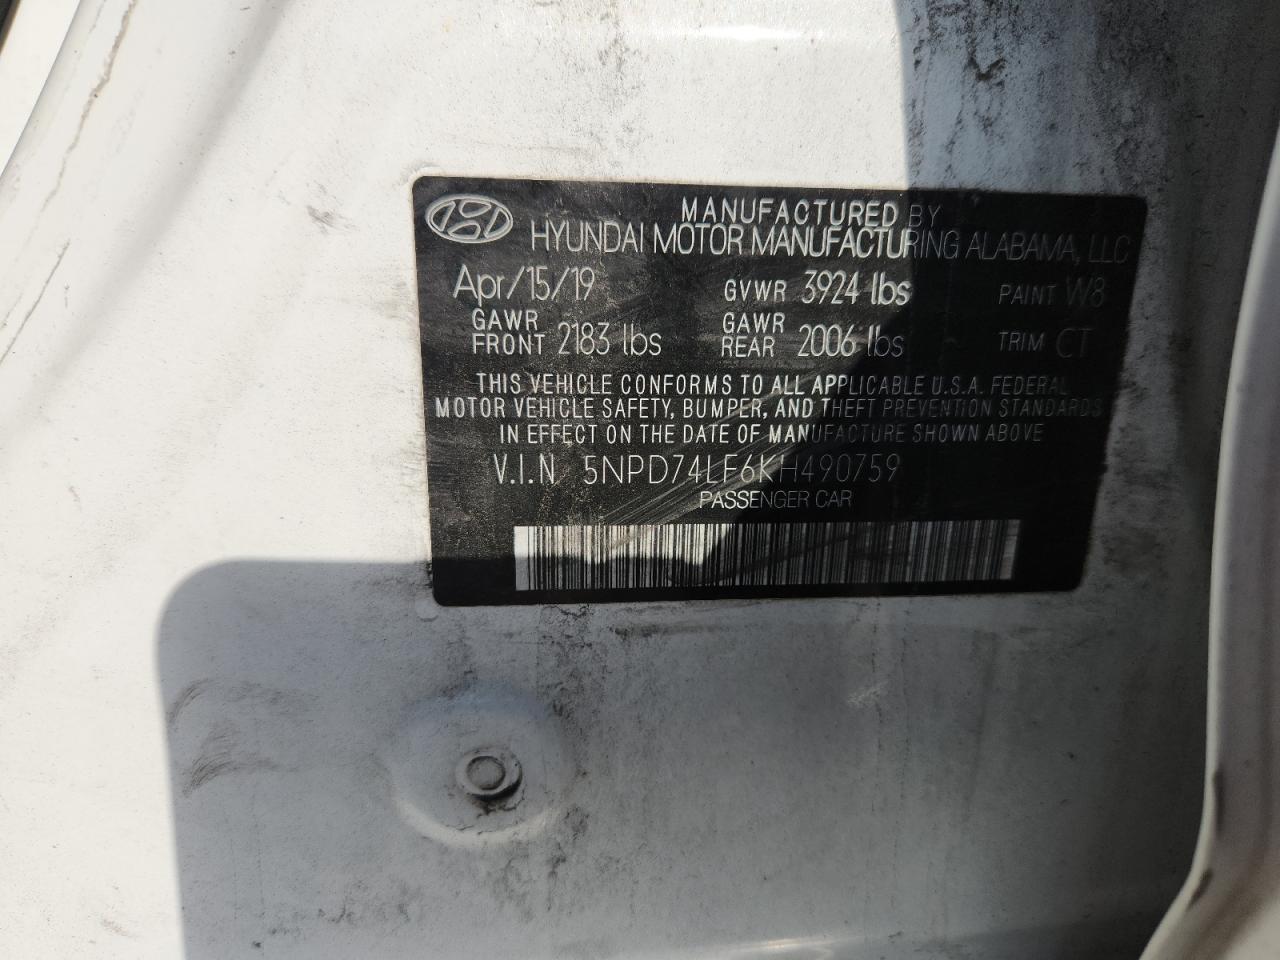 MANUFACTURED BY
HYUNDAI MOTOR MANUFACTURING ALABAMA, LLC
Apr/15/19 GVWR 3924 lbs PAINT W8
GAWR FRONT 2183 lbs GAWR REAR 2006 lbs TRIM CT
THIS VEHICLE CONFORMS TO ALL APPLICABLE U.S.A. FEDERAL
MOTOR VEHICLE SAFETY, BUMPER, AND THEFT PREVENTION STANDARDS
IN EFFECT ON THE DATE OF MANUFACTURE SHOWN ABOVE
V.I.N 5NPD74LF6KH490759
PASSENGER CAR